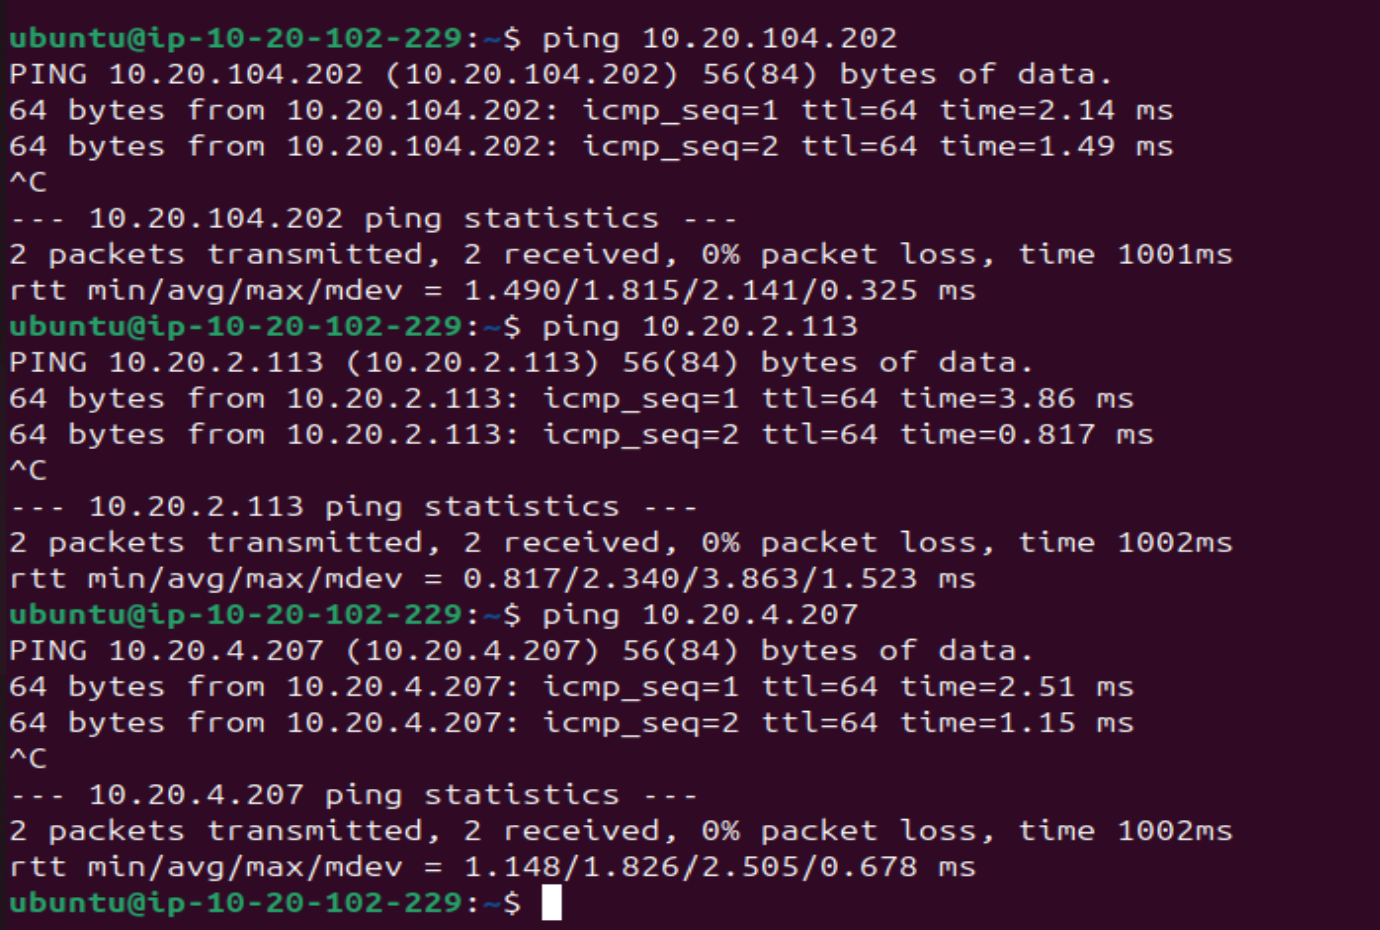 ubuntu@ip-10-20-102-229:~$ ping 10.20.104.202
PING 10.20.104.202 (10.20.104.202) 56(84) bytes of data.
64 bytes from 10.20.104.202: icmp_seq=1 ttl=64 time=2.14 ms
64 bytes from 10.20.104.202: icmp_seq=2 ttl=64 time=1.49 ms
^C
--- 10.20.104.202 ping statistics ---
2 packets transmitted, 2 received, 0% packet loss, time 1001ms
rtt min/avg/max/mdev = 1.490/1.815/2.141/0.325 ms
ubuntu@ip-10-20-102-229:~$ ping 10.20.2.113
PING 10.20.2.113 (10.20.2.113) 56(84) bytes of data.
64 bytes from 10.20.2.113: icmp_seq=1 ttl=64 time=3.86 ms
64 bytes from 10.20.2.113: icmp_seq=2 ttl=64 time=0.817 ms
^C
--- 10.20.2.113 ping statistics ---
2 packets transmitted, 2 received, 0% packet loss, time 1002ms
rtt min/avg/max/mdev = 0.817/2.340/3.863/1.523 ms
ubuntu@ip-10-20-102-229:~$ ping 10.20.4.207
PING 10.20.4.207 (10.20.4.207) 56(84) bytes of data.
64 bytes from 10.20.4.207: icmp_seq=1 ttl=64 time=2.51 ms
64 bytes from 10.20.4.207: icmp_seq=2 ttl=64 time=1.15 ms
^C
--- 10.20.4.207 ping statistics ---
2 packets transmitted, 2 received, 0% packet loss, time 1002ms
rtt min/avg/max/mdev = 1.148/1.826/2.505/0.678 ms
ubuntu@ip-10-20-102-229:~$